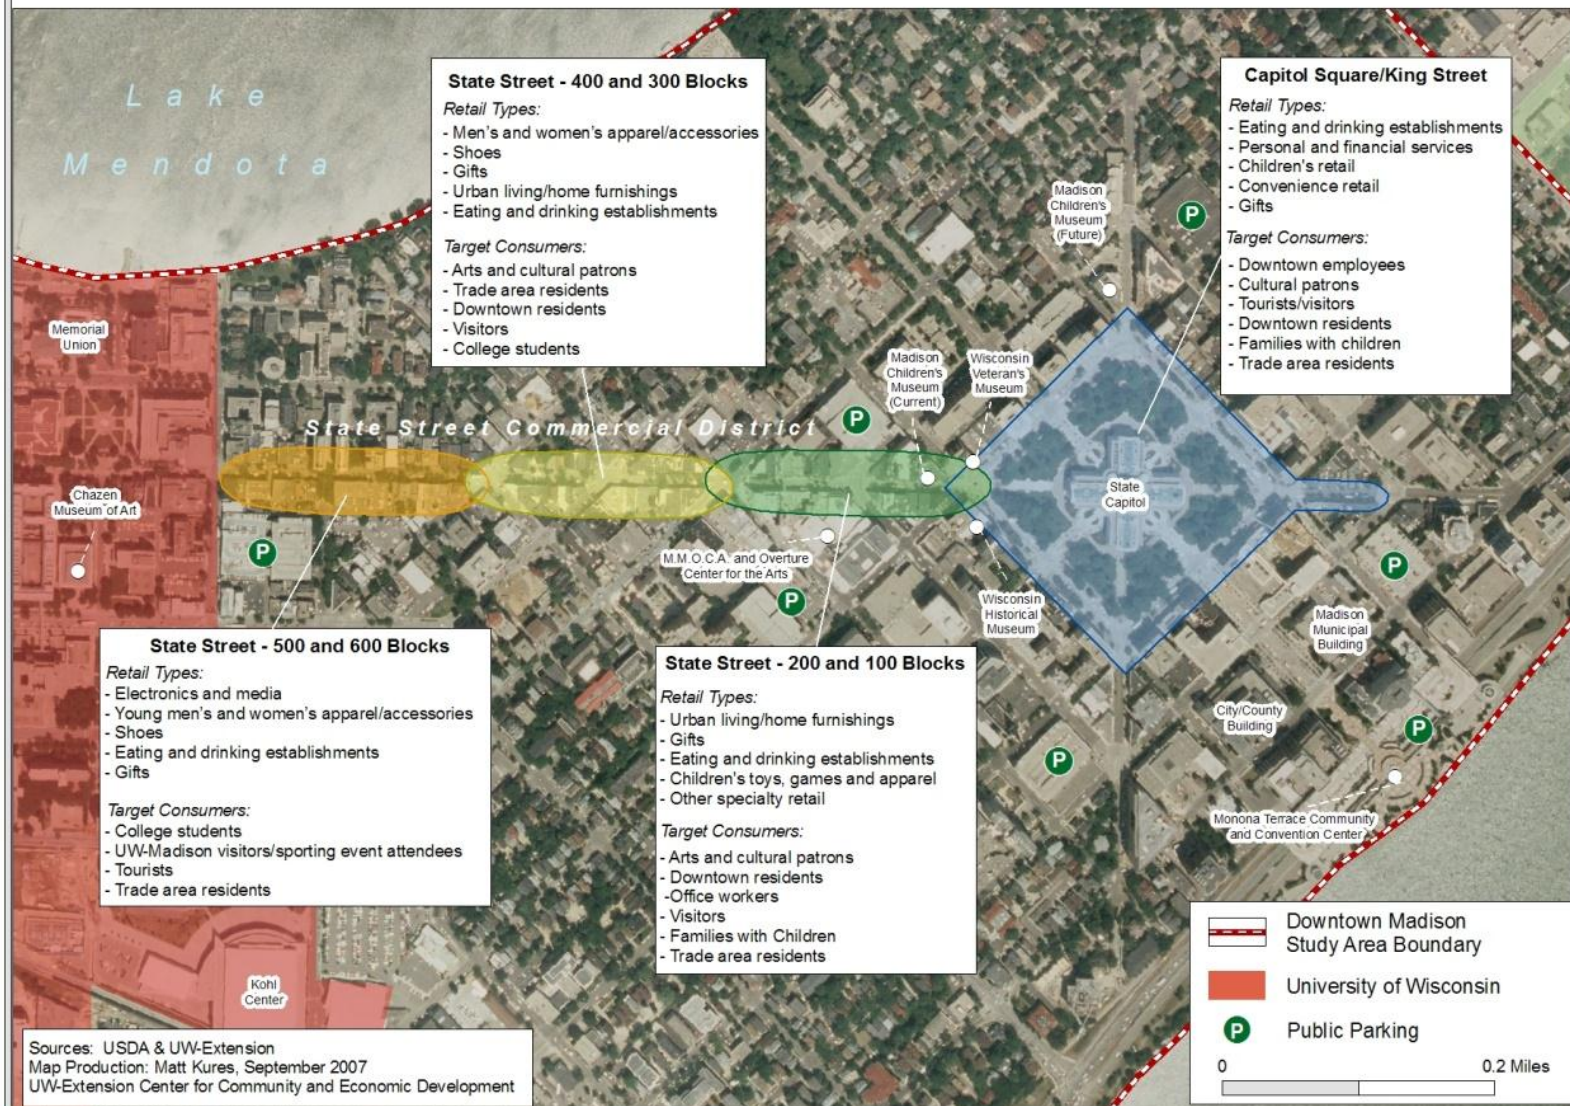 Lake
Mendota
State Street - 400 and 300 Blocks
Retail Types:
- Men's and women's apparel/accessories
- Shoes
- Gifts
- Urban living/home furnishings
- Eating and drinking establishments
Target Consumers:
- Arts and cultural patrons
- Trade area residents
- Downtown residents
- Visitors
- College students
Capitol Square/King Street
Retail Types:
- Eating and drinking establishments
- Personal and financial services
- Children's retail
- Convenience retail
- Gifts
Target Consumers:
- Downtown employees
- Cultural patrons
- Tourists/visitors
- Downtown residents
- Families with children
- Trade area residents
Madison
Children's
Museum
(Future)
P
Memorial
Union
Madison
Children's
Museum
(Current)
Wisconsin
Veteran's
Museum
P
State Street Commercial District
Chazen
Museum of Art
State
Capitol
P
M.M.O.C.A. and Overture
Center for the Arts
P
P
Wisconsin
Historical
Museum
Madison
Municipal
Building
State Street - 500 and 600 Blocks
Retail Types:
- Electronics and media
- Young men's and women's apparel/accessories
- Shoes
- Eating and drinking establishments
- Gifts
Target Consumers:
- College students
- UW-Madison visitors/sporting event attendees
- Tourists
- Trade area residents
State Street - 200 and 100 Blocks
Retail Types:
- Urban living/home furnishings
- Gifts
- Eating and drinking establishments
- Children's toys, games and apparel
- Other specialty retail
Target Consumers:
- Arts and cultural patrons
- Downtown residents
-Office workers
- Visitors
- Families with Children
- Trade area residents
City/County
Building
P
P
Monona Terrace Community
and Convention Center
Kohl
Center
Downtown Madison
Study Area Boundary
University of Wisconsin
P Public Parking
0 0.2 Miles
Sources: USDA & UW-Extension
Map Production: Matt Kures, September 2007
UW-Extension Center for Community and Economic Development